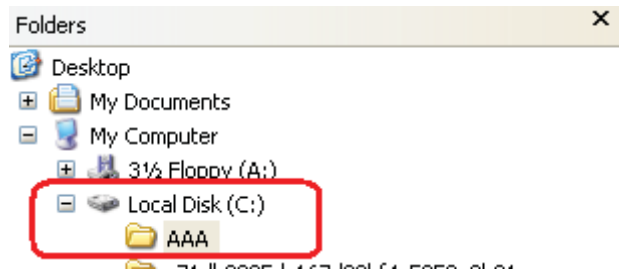 Folders
Desktop
My Documents
My Computer
3½ Floppy (A:)
Local Disk (C:)
AAA